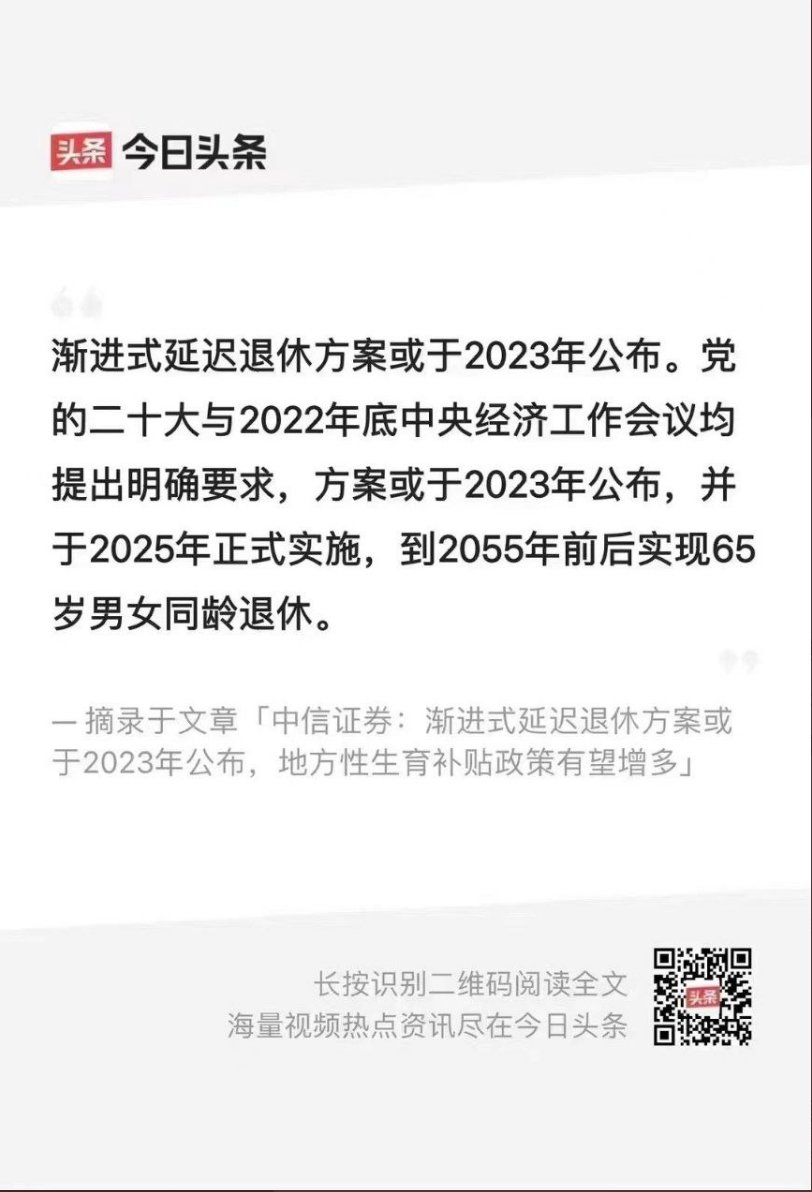 头条 今日头条
渐进式延迟退休方案或于2023年公布。党
的二十大与2022年底中央经济工作会议均
提出明确要求，方案或于2023年公布，并
于2025年正式实施，到2055年前后实现65
岁男女同龄退休。
— 摘录于文章「中信证券：渐进式延迟退休方案或
于2023年公布，地方性生育补贴政策有望增多」
长按识别二维码阅读全文
海量视频热点资讯尽在今日头条
头条